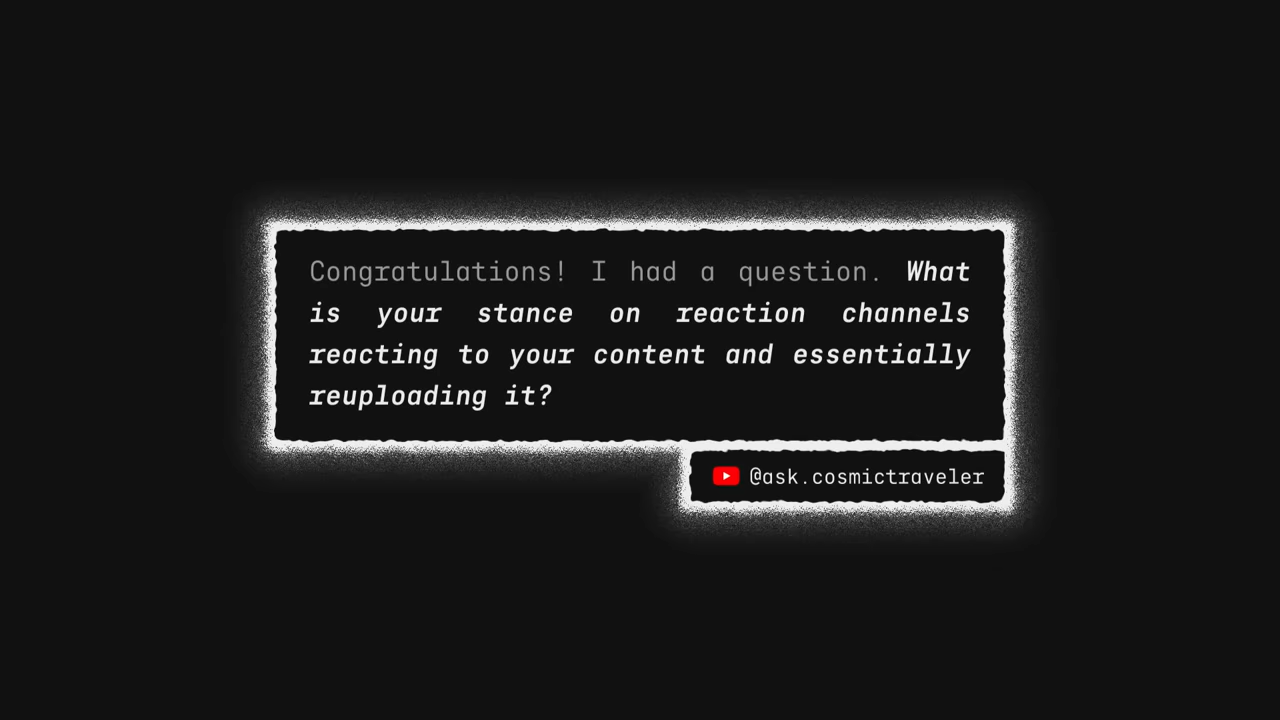 Congratulations! I had a question. What
is your stance on reaction channels
reacting to your content and essentially
reuploading it?
@ask.cosmictraveler